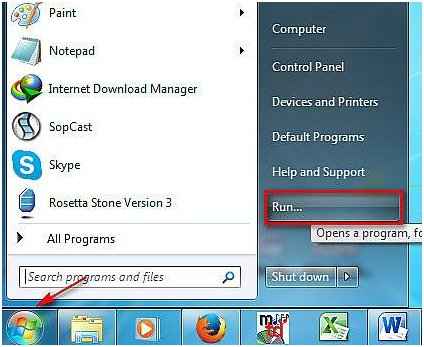 Paint
Notepad
Internet Download Manager
SopCast
Skype
Rosetta Stone Version 3
All Programs
Search programs and files
Computer
Control Panel
Devices and Printers
Default Programs
Help and Support
Run...
Opens a program, fo
Shut down